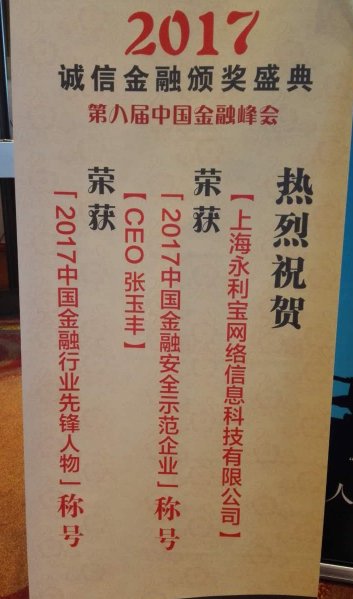 2017
诚信金融颁奖盛典
第八届中国金融峰会
热烈祝贺
【上海永利宝网络信息科技有限公司】
荣获
「2017中国金融安全示范企业」称号
【CEO 张玉丰】
荣获
「2017中国金融行业先锋人物」称号
人